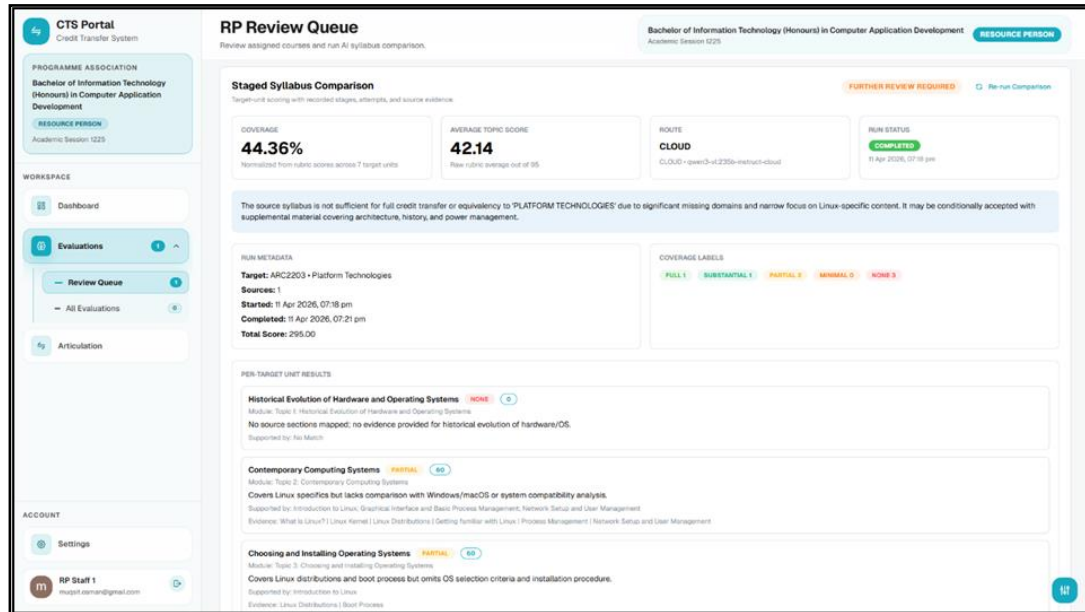 CTS Portal
Credit Transfer System
PROGRAMME ASSOCIATION
Bachelor of Information Technology
(Honours) in Computer Application
Development
RESOURCE PERSON
Academic Session 1225
WORKSPACE
Dashboard
Evaluations 1
Review Queue 1
All Evaluations 0
Articulation
ACCOUNT
Settings
m
RP Staff 1
muqsit.osman@gmail.com
RP Review Queue
Review assigned courses and run AI syllabus comparison.
Bachelor of Information Technology (Honours) in Computer Application Development
Academic Session 1225
RESOURCE PERSON
Staged Syllabus Comparison
Target-unit scoring with recorded stages, attempts, and source evidence.
FURTHER REVIEW REQUIRED
Re-run Comparison
COVERAGE
44.36%
Normalized from rubric scores across 7 target units
AVERAGE TOPIC SCORE
42.14
Raw rubric average out of 95
ROUTE
CLOUD
CLOUD • qwen3-vl:235b-instruct-cloud
RUN STATUS
COMPLETED
11 Apr 2026, 07:18 pm
The source syllabus is not sufficient for full credit transfer or equivalency to 'PLATFORM TECHNOLOGIES' due to significant missing domains and narrow focus on Linux-specific content. It may be conditionally accepted with
supplemental material covering architecture, history, and power management.
RUN METADATA
Target: ARC2203 • Platform Technologies
Sources: 1
Started: 11 Apr 2026, 07:18 pm
Completed: 11 Apr 2026, 07:21 pm
Total Score: 295.00
COVERAGE LABELS
FULL 1 SUBSTANTIAL 1 PARTIAL 2 MINIMAL 0 NONE 3
PER-TARGET UNIT RESULTS
Historical Evolution of Hardware and Operating Systems NONE 0
Module: Topic 1: Historical Evolution of Hardware and Operating Systems
No source sections mapped; no evidence provided for historical evolution of hardware/OS.
Supported by: No Match
Contemporary Computing Systems PARTIAL 60
Module: Topic 2: Contemporary Computing Systems
Covers Linux specifics but lacks comparison with Windows/macOS or system compatibility analysis.
Supported by: Introduction to Linux, Graphical Interface and Basic Process Management, Network Setup and User Management
Evidence: What is Linux? | Linux Kernel | Linux Distributions | Getting familiar with Linux | Process Management | Network Setup and User Management
Choosing and Installing Operating Systems PARTIAL 60
Module: Topic 3: Choosing and Installing Operating Systems
Covers Linux distributions and boot process but omits OS selection criteria and installation procedure.
Supported by: Introduction to Linux
Evidence: Linux Distributions | Boot Process